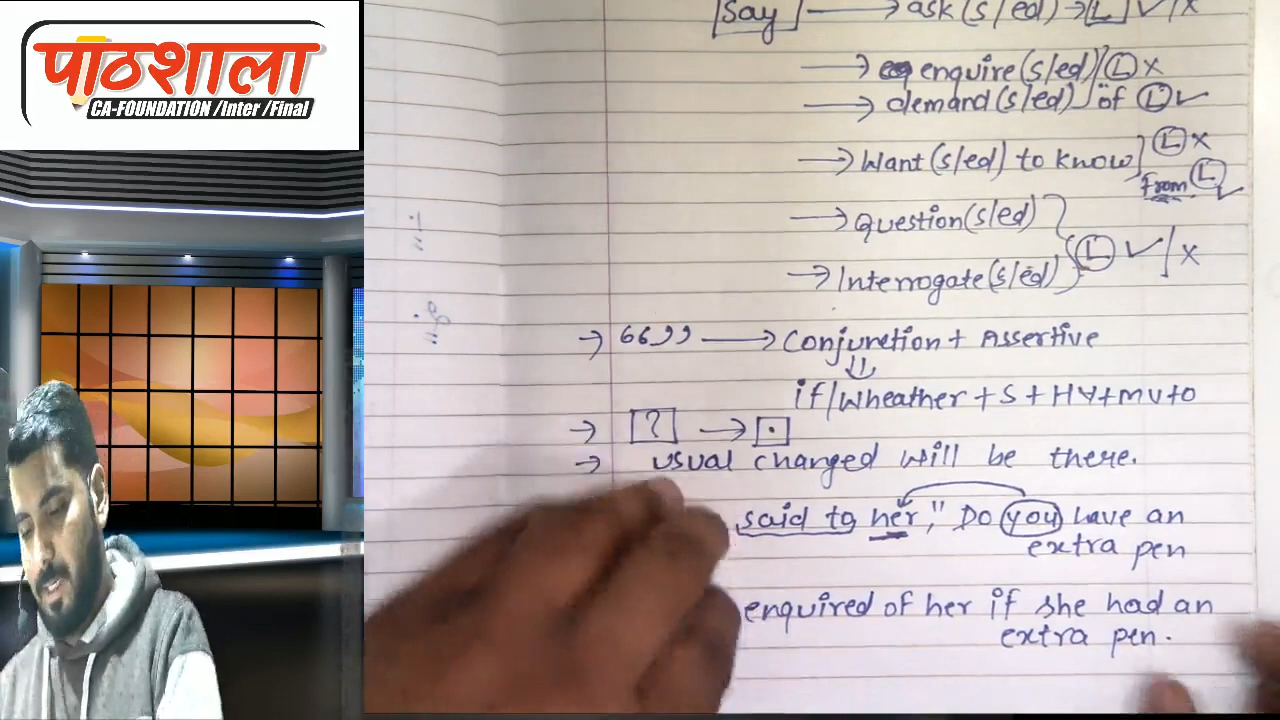 पाठशाला
CA-FOUNDATION /Inter /Final
Say → ask(s/ed) → L ✓/x
→ enquire(s/ed) L x
→ demand(s/ed) of L ✓
→ Want(s/ed) to know L x
From L ✓
→ Question(s/ed)
L ✓/x
→ Interrogate(s/ed)
→ 66 99 → Conjunction + Assertive
⇓
if/wheather + S + HV + mv + o
→ ? → .
→ usual changed will be there.
said to her," Do you have an
extra pen
enquired of her if she had an
extra pen.